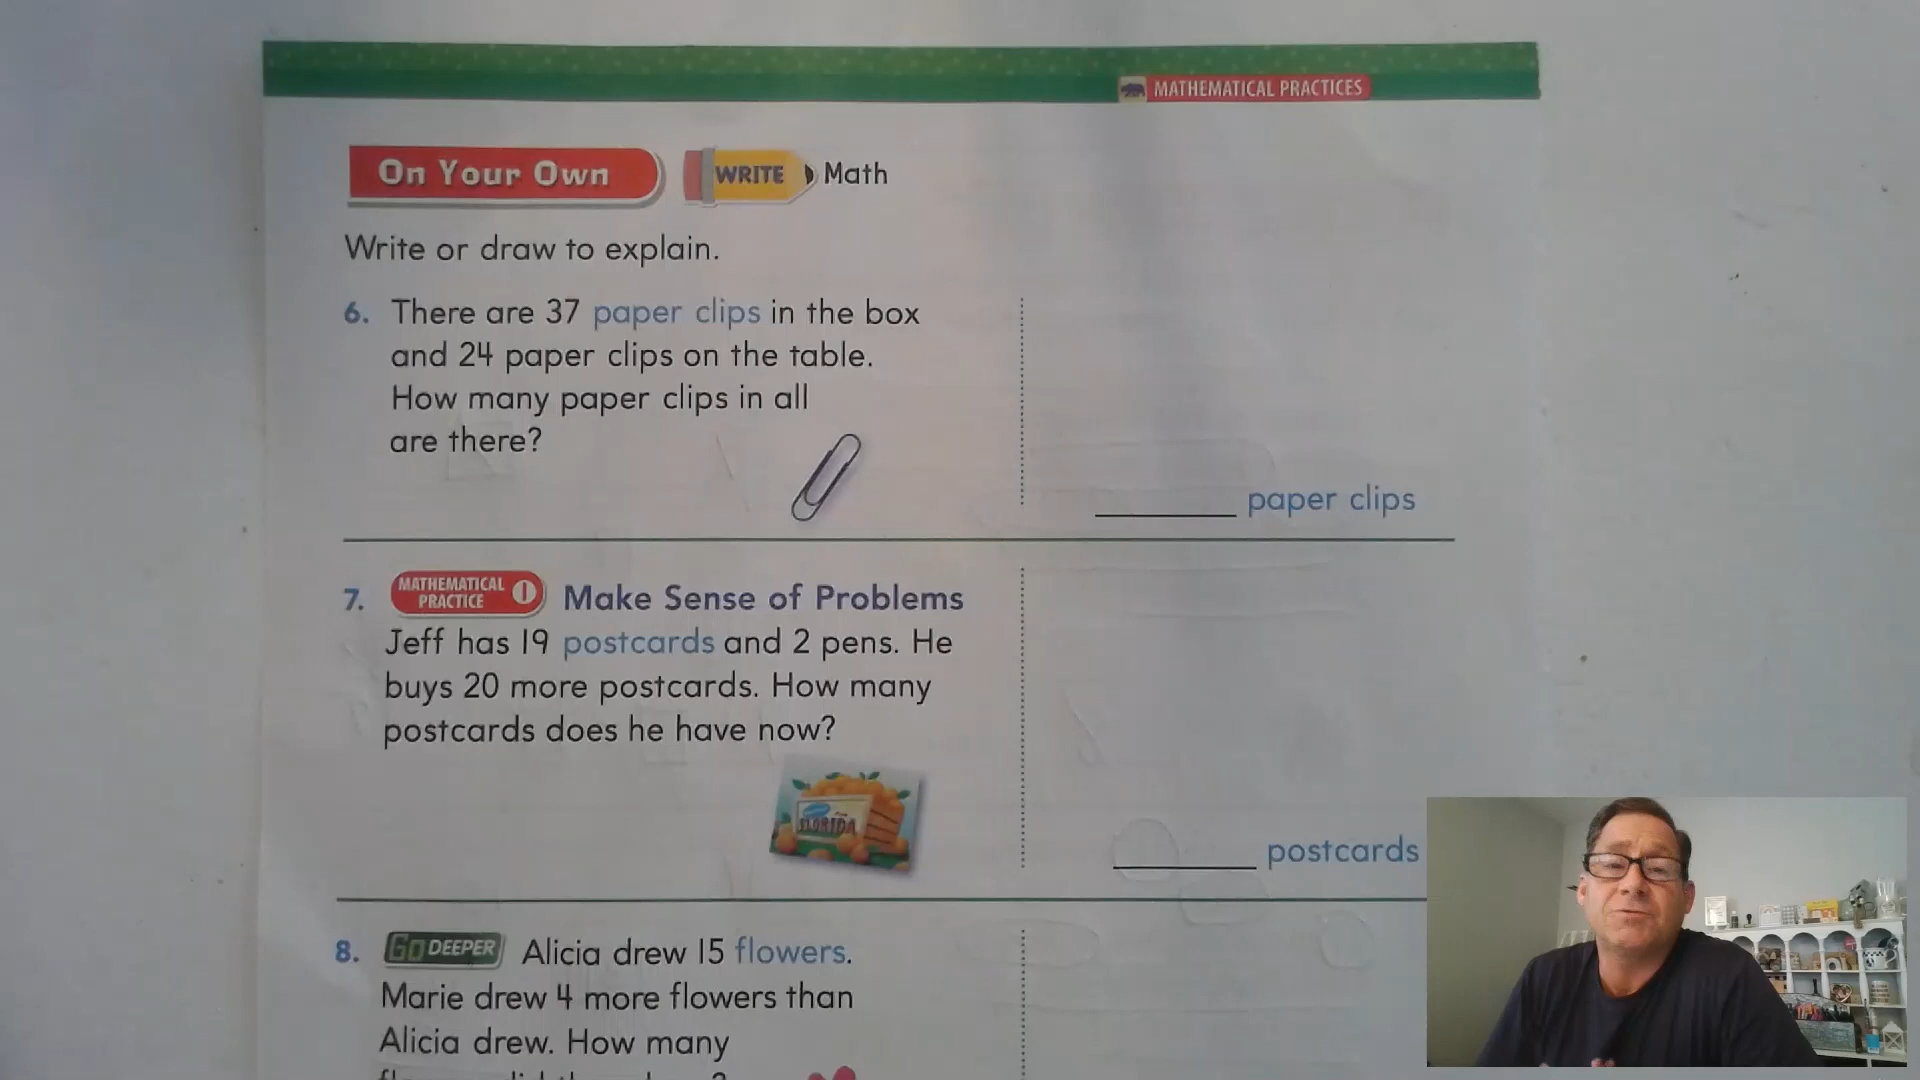 MATHEMATICAL PRACTICES
On Your Own WRITE Math
Write or draw to explain.
6. There are 37 paper clips in the box
and 24 paper clips on the table.
How many paper clips in all
are there?
paper clips
7. MATHEMATICAL PRACTICE 1 Make Sense of Problems
Jeff has 19 postcards and 2 pens. He
buys 20 more postcards. How many
postcards does he have now?
FLORIDA
postcards
8. Go DEEPER Alicia drew 15 flowers.
Marie drew 4 more flowers than
Alicia drew. How many